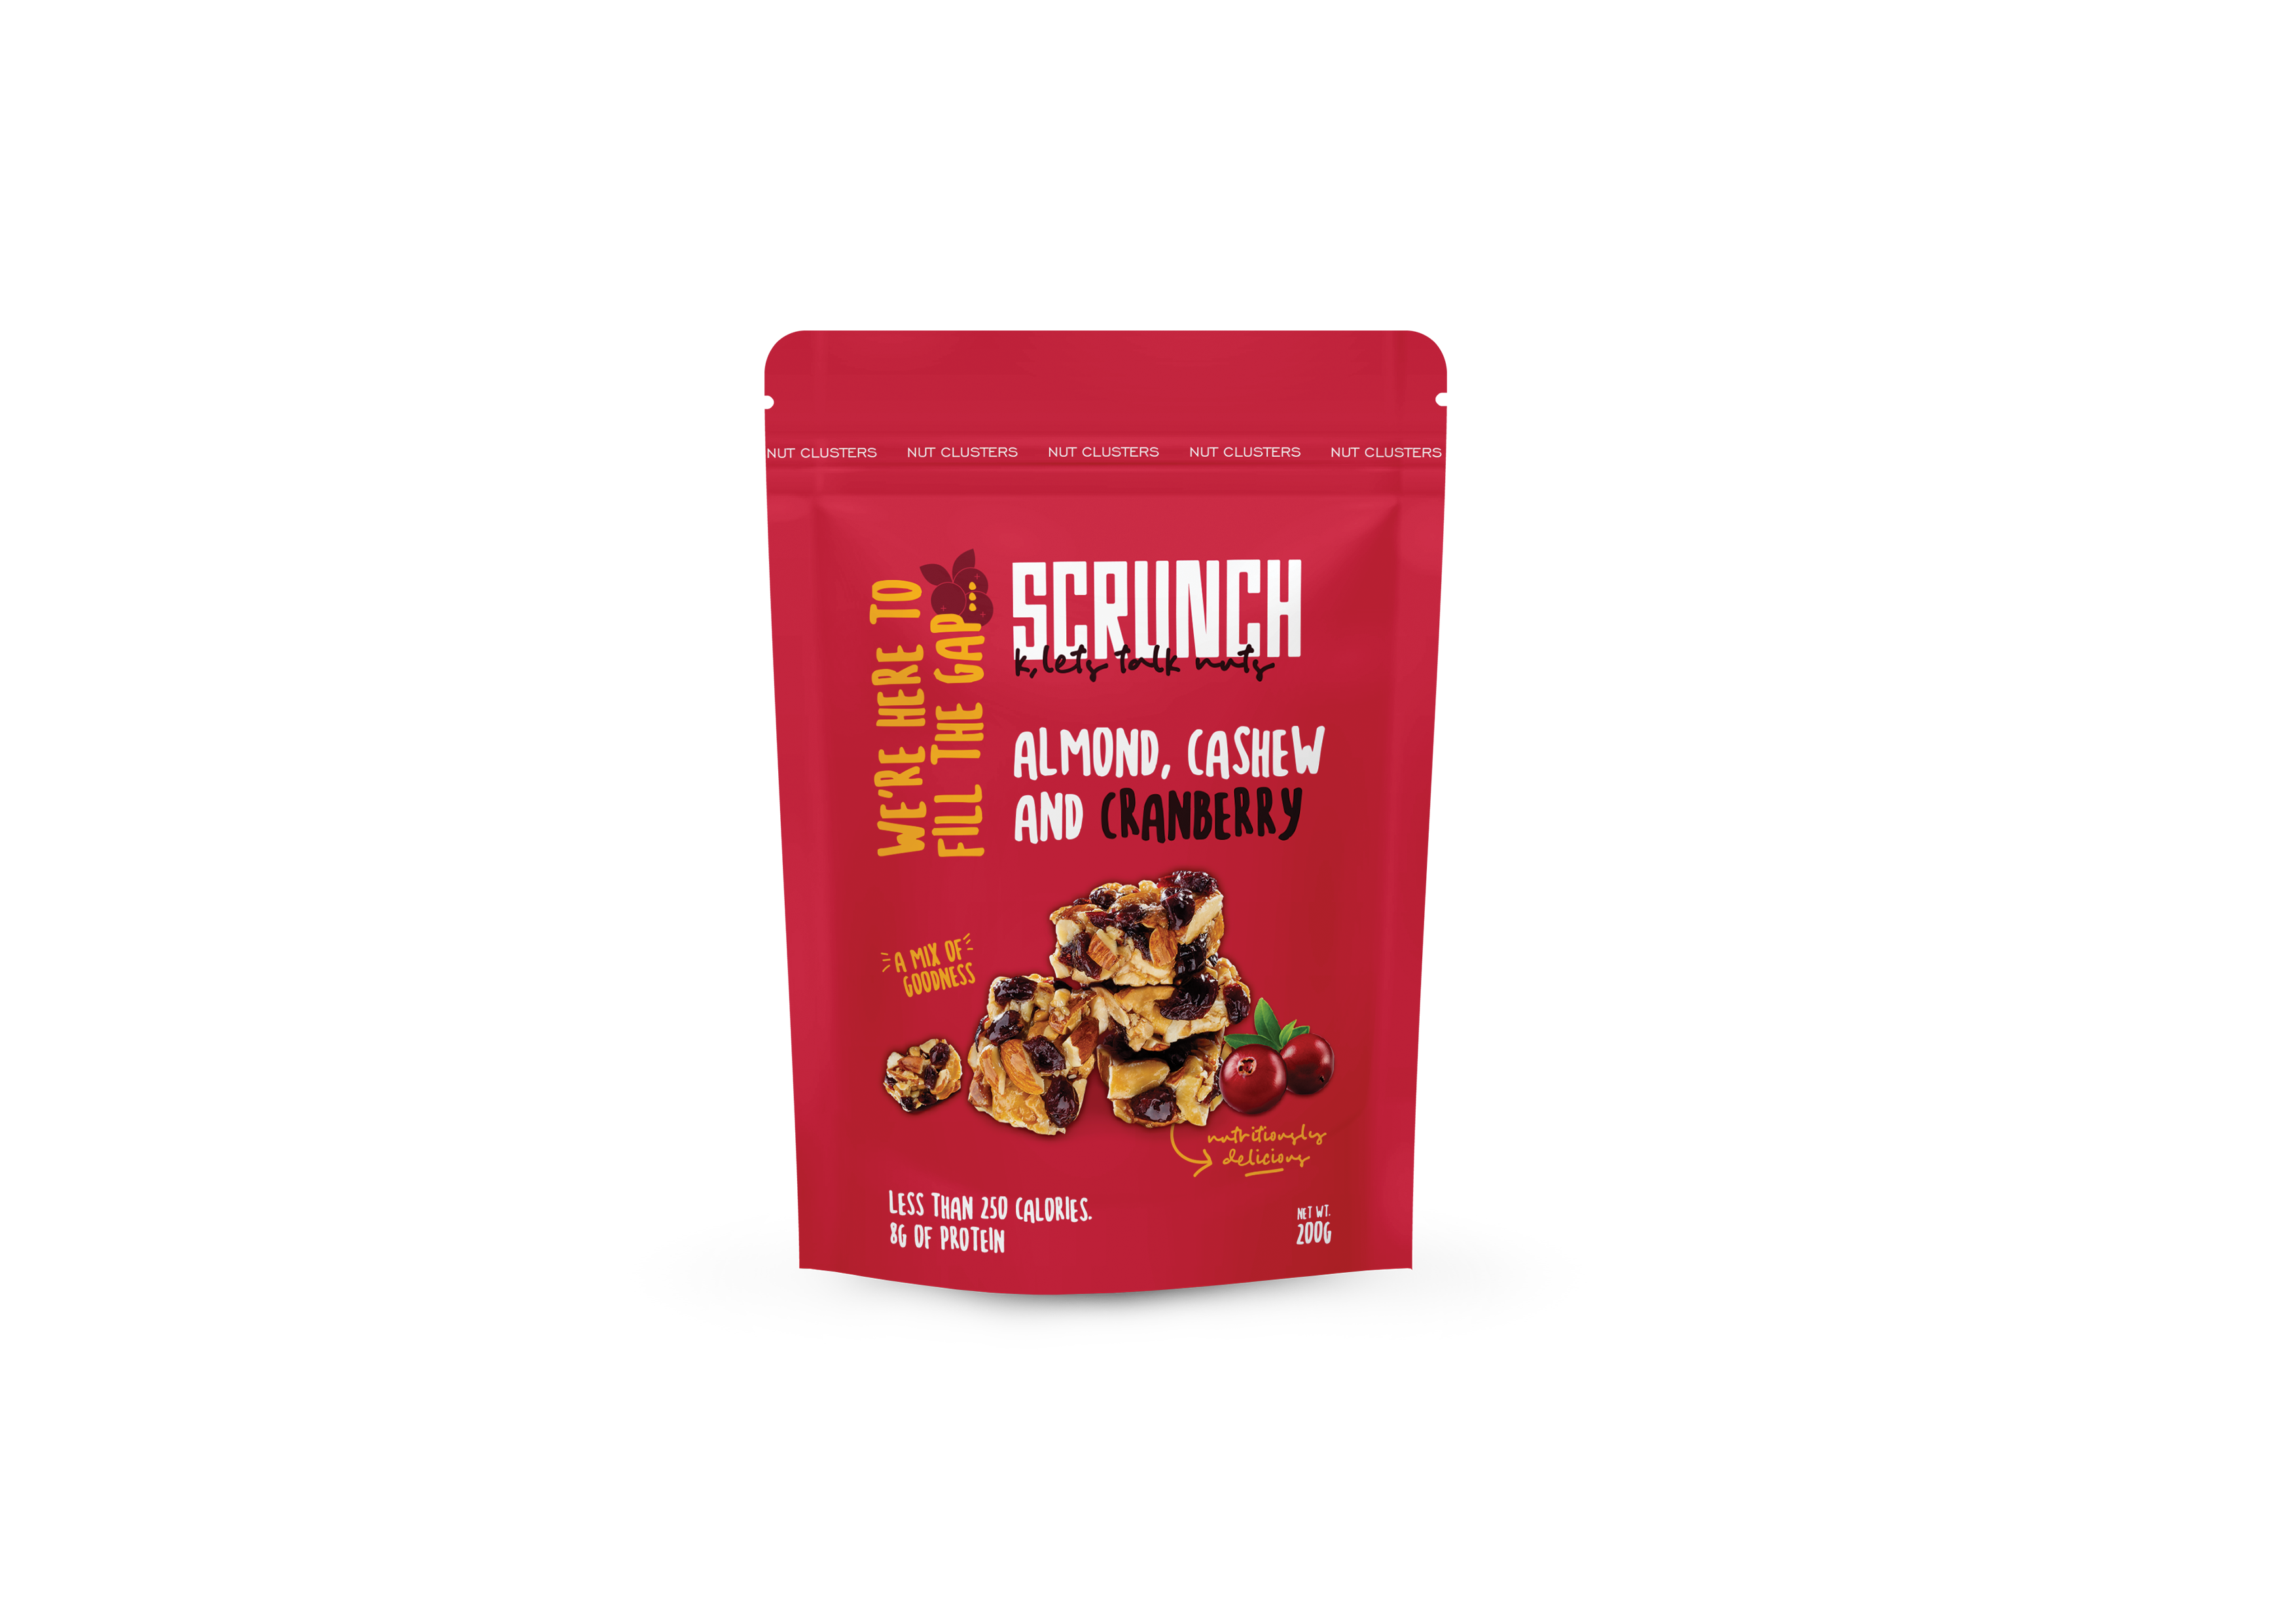 NUT CLUSTERS NUT CLUSTERS NUT CLUSTERS NUT CLUSTERS NUT CLUSTERS
WE'RE HERE TO
FILL THE GAP...
SCRUNCH
k, lets talk nuts
ALMOND, CASHEW
AND CRANBERRY
A MIX OF
GOODNESS
nutritiously
delicious
LESS THAN 250 CALORIES.
8G OF PROTEIN
NET WT.
200G